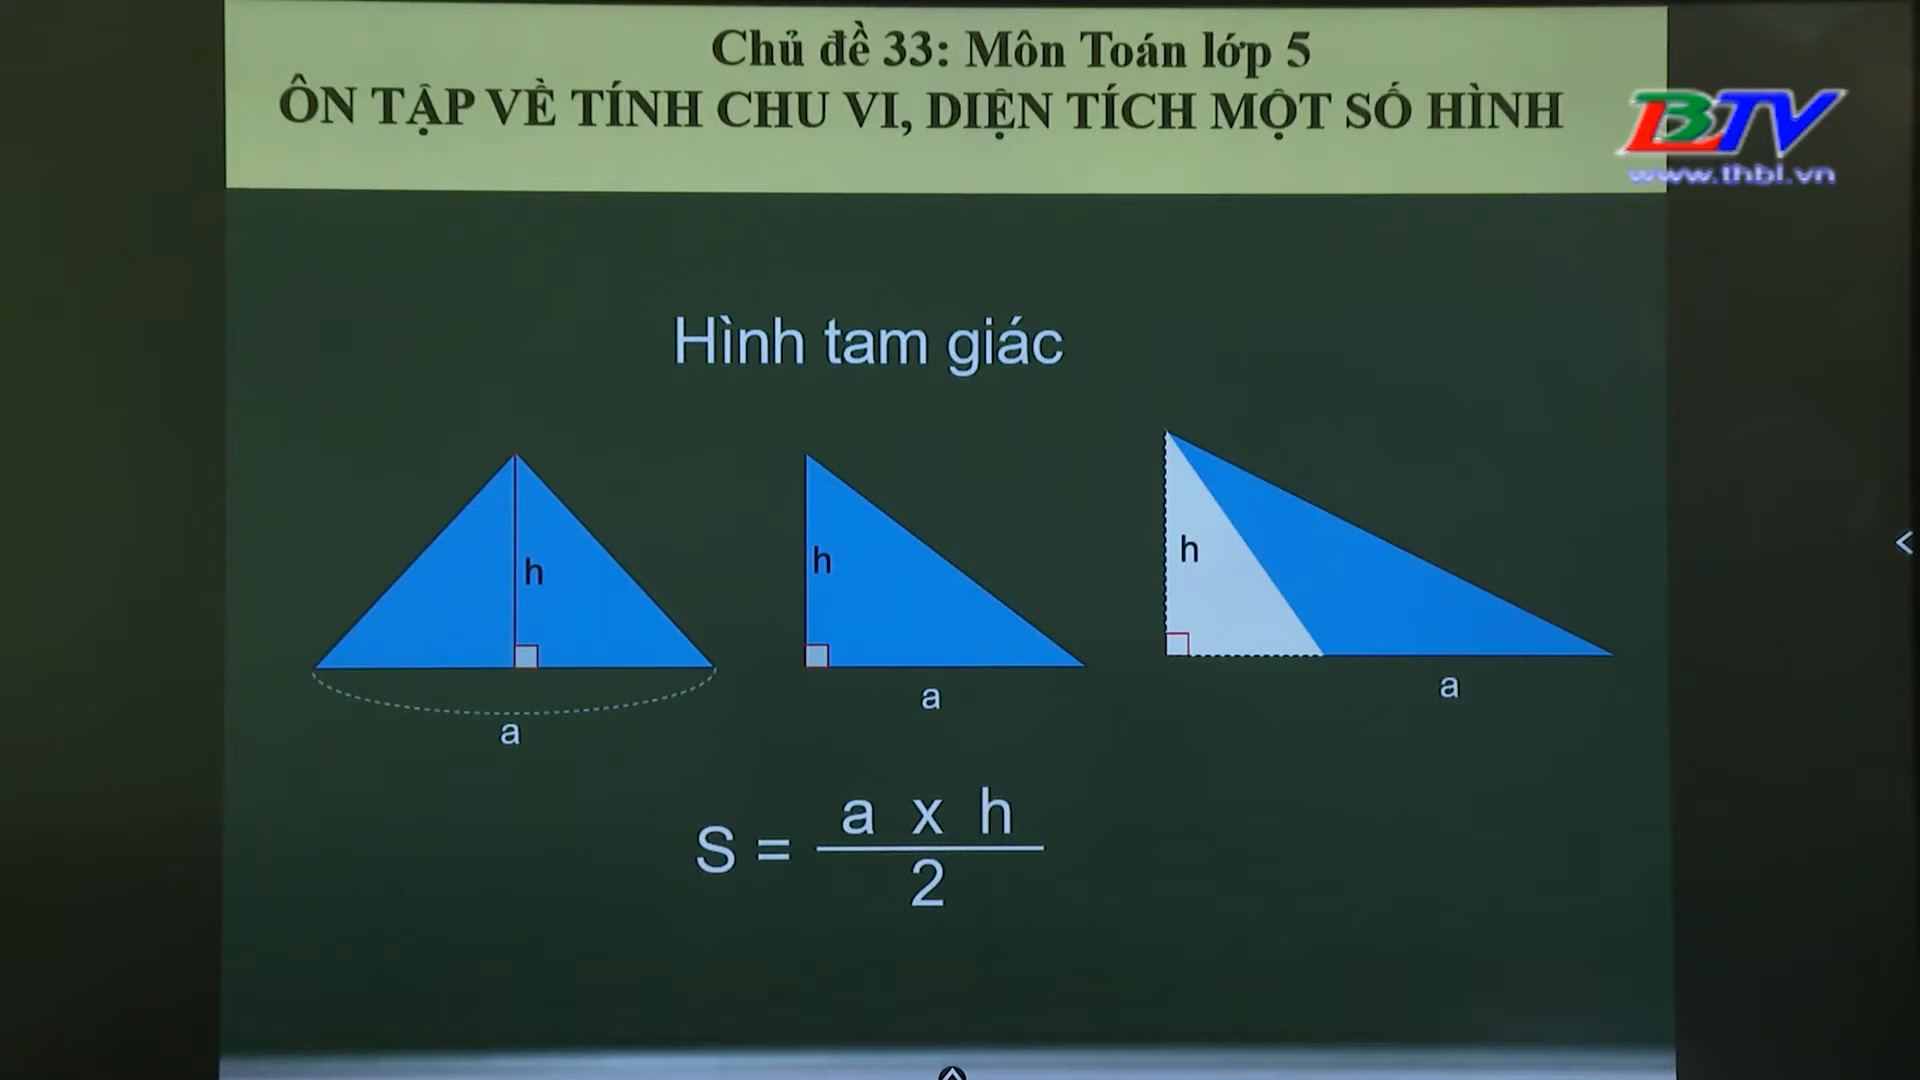 Chủ đề 33: Môn Toán lớp 5
ÔN TẬP VỀ TÍNH CHU VI, DIỆN TÍCH MỘT SỐ HÌNH
BTV
www.thbl.vn
Hình tam giác
h
h
h
a
a
a
S = a x h
2